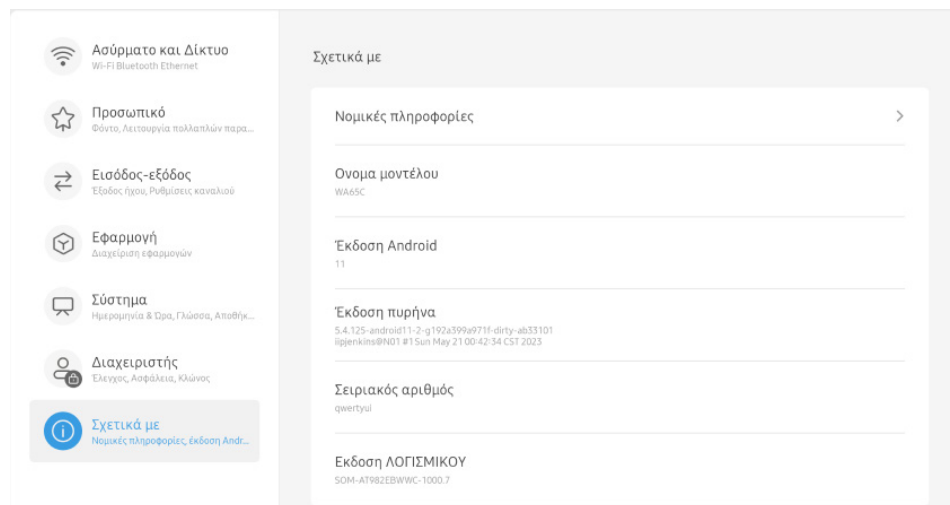 Ασύρματο και Δίκτυο
Wi-Fi Bluetooth Ethernet
Προσωπικό
Φόντο, Λειτουργία πολλαπλών παρα...
Εισόδος-εξόδος
Έξοδος ήχου, Ρυθμίσεις καναλιού
Εφαρμογή
Διαχείριση εφαρμογών
Σύστημα
Ημερομηνία & Ώρα, Γλώσσα, Αποθήκ...
Διαχειριστής
Έλεγχος, Ασφάλεια, Κλώνος
Σχετικά με
Νομικές πληροφορίες, έκδοση Andr...
Σχετικά με
Νομικές πληροφορίες
Ονομα μοντέλου
WA65C
Έκδοση Android
11
Έκδοση πυρήνα
5.4.125-android11-2-g192a399a971f-dirty-ab33101
iipjenkins@N01 #1 Sun May 21 00:42:34 CST 2023
Σειριακός αριθμός
qwertyui
Εκδοση ΛΟΓΙΣΜΙΚΟΥ
SOM-AT982EBWWC-1000.7